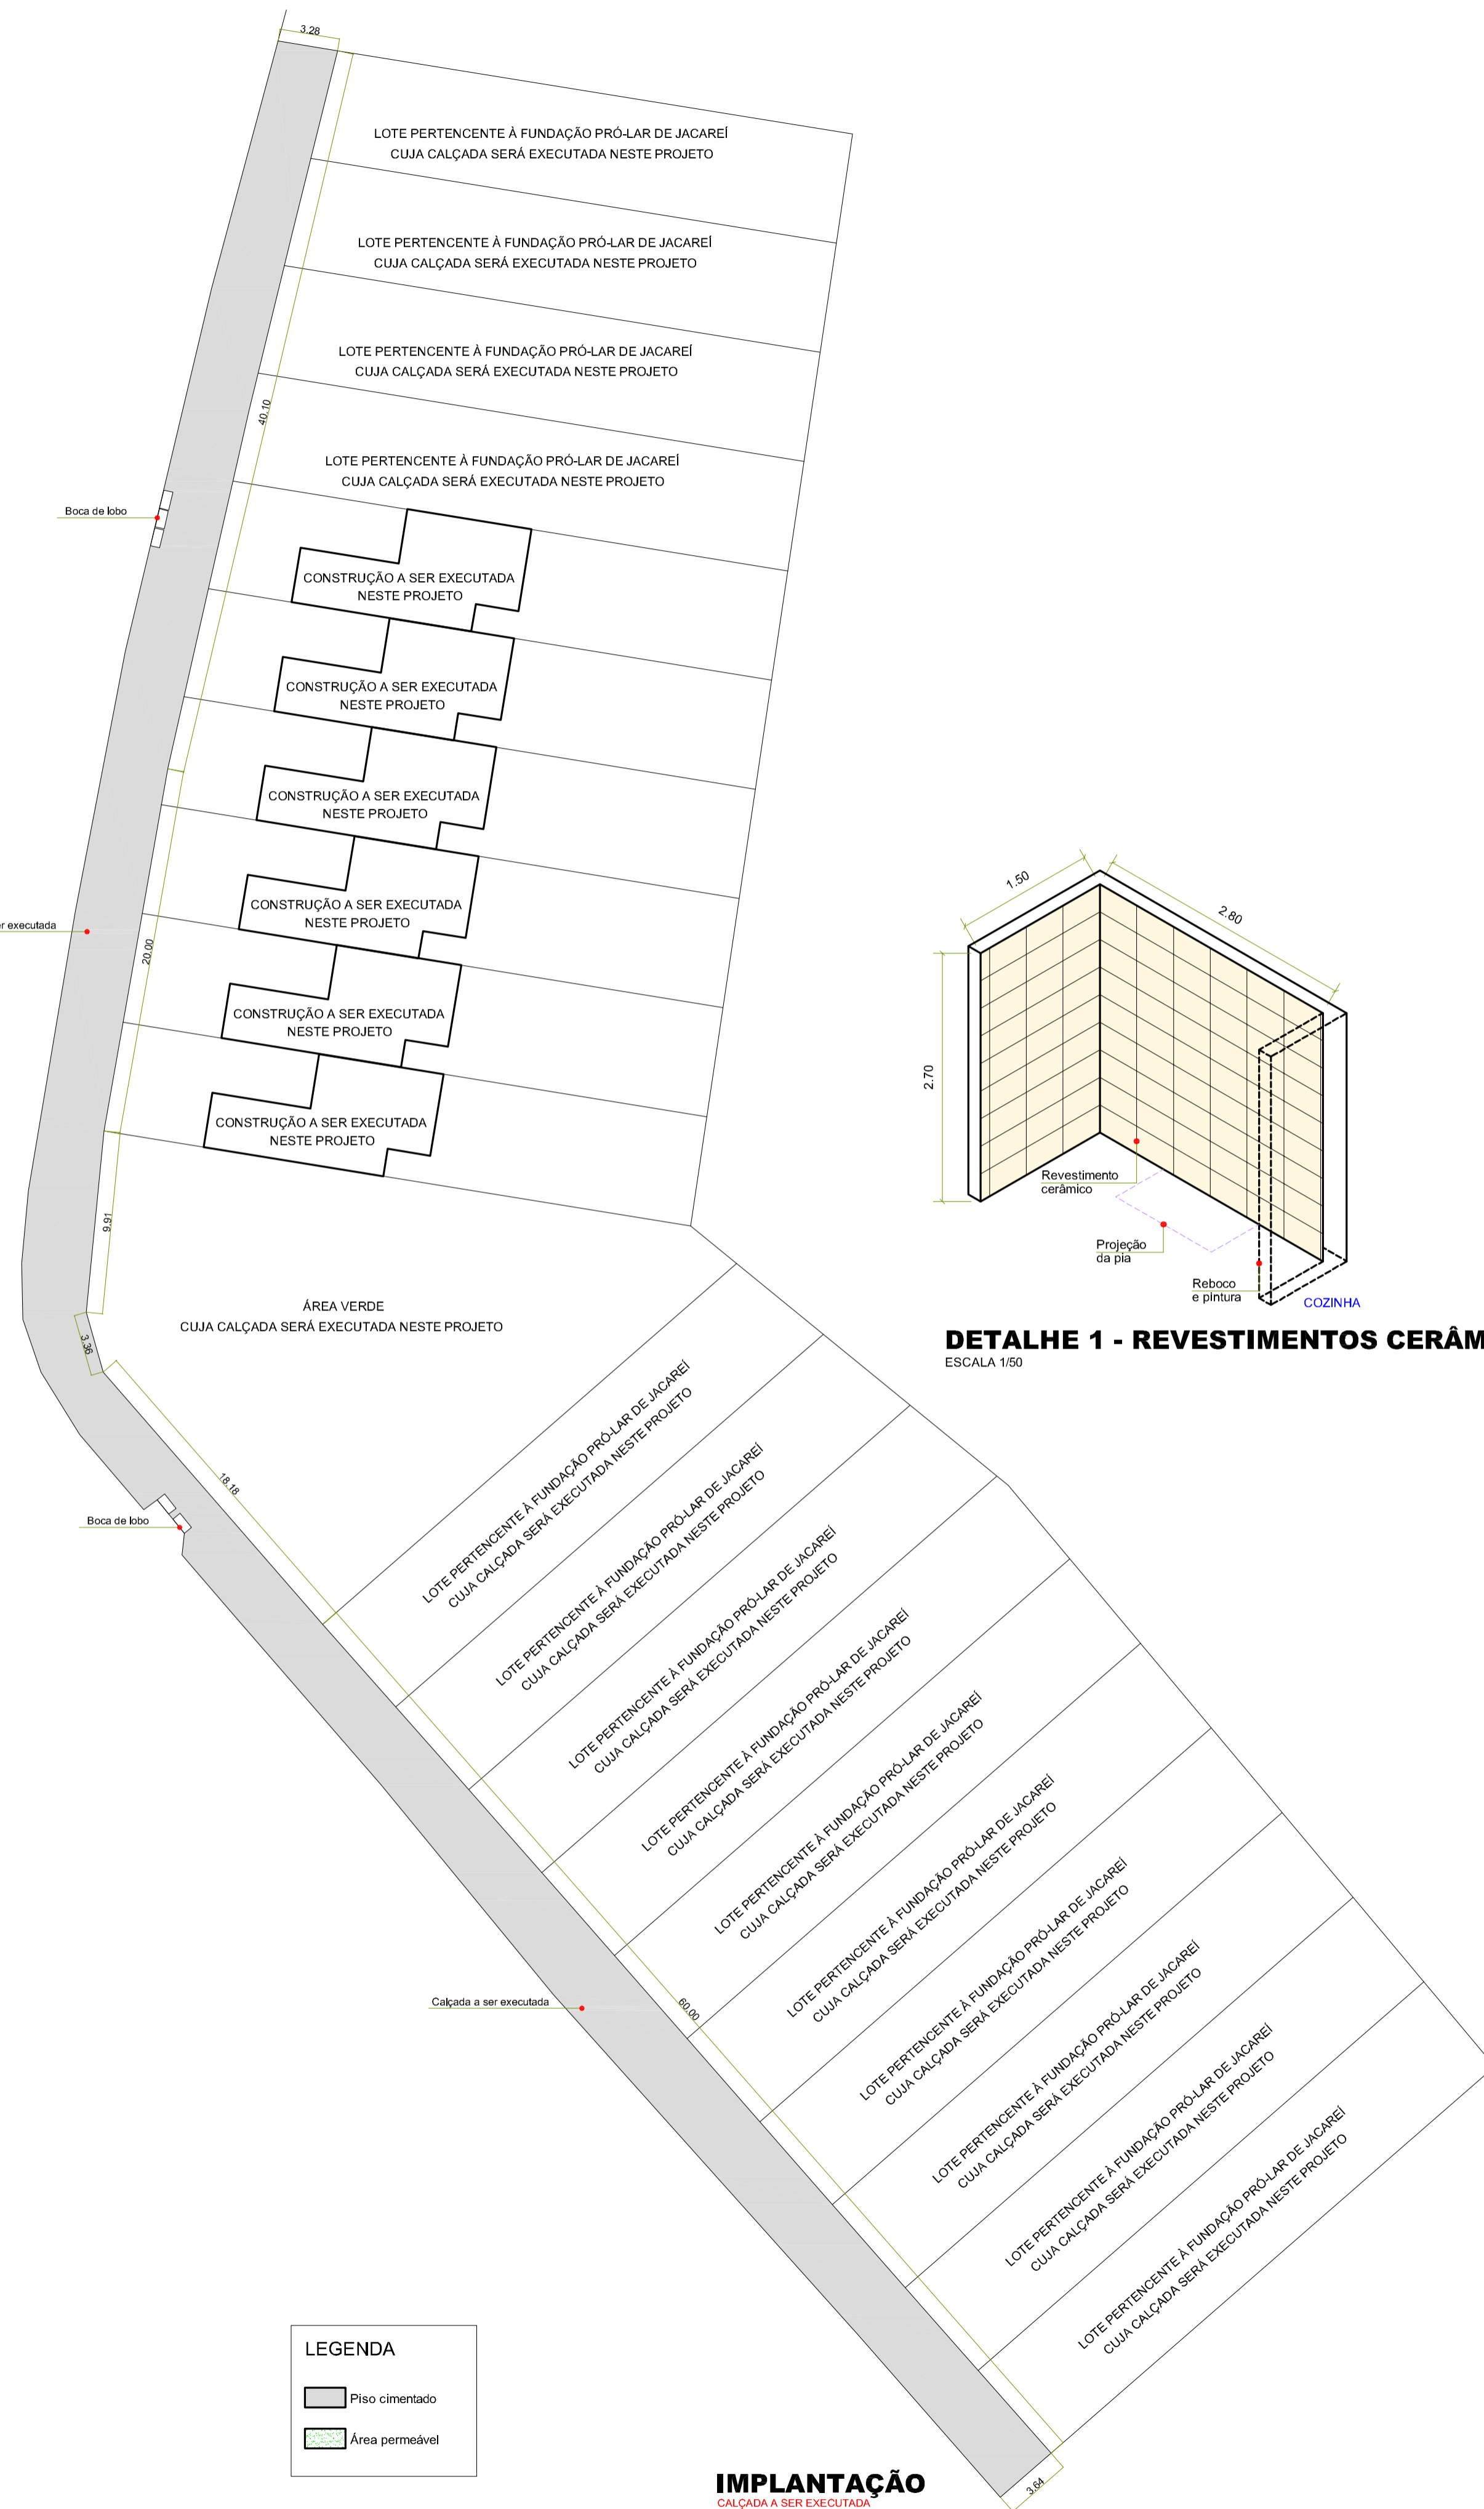 3.28
LOTE PERTENCENTE À FUNDAÇÃO PRÓ-LAR DE JACAREÍ
CUJA CALÇADA SERÁ EXECUTADA NESTE PROJETO
LOTE PERTENCENTE À FUNDAÇÃO PRÓ-LAR DE JACAREÍ
CUJA CALÇADA SERÁ EXECUTADA NESTE PROJETO
LOTE PERTENCENTE À FUNDAÇÃO PRÓ-LAR DE JACAREÍ
CUJA CALÇADA SERÁ EXECUTADA NESTE PROJETO
40.10
LOTE PERTENCENTE À FUNDAÇÃO PRÓ-LAR DE JACAREÍ
CUJA CALÇADA SERÁ EXECUTADA NESTE PROJETO
Boca de lobo
CONSTRUÇÃO A SER EXECUTADA
NESTE PROJETO
CONSTRUÇÃO A SER EXECUTADA
NESTE PROJETO
CONSTRUÇÃO A SER EXECUTADA
NESTE PROJETO
CONSTRUÇÃO A SER EXECUTADA
NESTE PROJETO
executada
20.00
CONSTRUÇÃO A SER EXECUTADA
NESTE PROJETO
CONSTRUÇÃO A SER EXECUTADA
NESTE PROJETO
9.91
1.50
2.80
2.70
Revestimento
cerâmico
Projeção
da pia
Reboco
e pintura
COZINHA
DETALHE 1 - REVESTIMENTOS CERÂM
ESCALA 1/50
ÁREA VERDE
CUJA CALÇADA SERÁ EXECUTADA NESTE PROJETO
3.36
18.18
Boca de lobo
LOTE PERTENCENTE À FUNDAÇÃO PRÓ-LAR DE JACAREÍ
CUJA CALÇADA SERÁ EXECUTADA NESTE PROJETO
LOTE PERTENCENTE À FUNDAÇÃO PRÓ-LAR DE JACAREÍ
CUJA CALÇADA SERÁ EXECUTADA NESTE PROJETO
LOTE PERTENCENTE À FUNDAÇÃO PRÓ-LAR DE JACAREÍ
CUJA CALÇADA SERÁ EXECUTADA NESTE PROJETO
LOTE PERTENCENTE À FUNDAÇÃO PRÓ-LAR DE JACAREÍ
CUJA CALÇADA SERÁ EXECUTADA NESTE PROJETO
LOTE PERTENCENTE À FUNDAÇÃO PRÓ-LAR DE JACAREÍ
CUJA CALÇADA SERÁ EXECUTADA NESTE PROJETO
LOTE PERTENCENTE À FUNDAÇÃO PRÓ-LAR DE JACAREÍ
CUJA CALÇADA SERÁ EXECUTADA NESTE PROJETO
LOTE PERTENCENTE À FUNDAÇÃO PRÓ-LAR DE JACAREÍ
CUJA CALÇADA SERÁ EXECUTADA NESTE PROJETO
LOTE PERTENCENTE À FUNDAÇÃO PRÓ-LAR DE JACAREÍ
CUJA CALÇADA SERÁ EXECUTADA NESTE PROJETO
LOTE PERTENCENTE À FUNDAÇÃO PRÓ-LAR DE JACAREÍ
CUJA CALÇADA SERÁ EXECUTADA NESTE PROJETO
LOTE PERTENCENTE À FUNDAÇÃO PRÓ-LAR DE JACAREÍ
CUJA CALÇADA SERÁ EXECUTADA NESTE PROJETO
Calçada a ser executada
60.00
LEGENDA
Piso cimentado
Área permeável
3.64
IMPLANTAÇÃO
CALÇADA A SER EXECUTADA